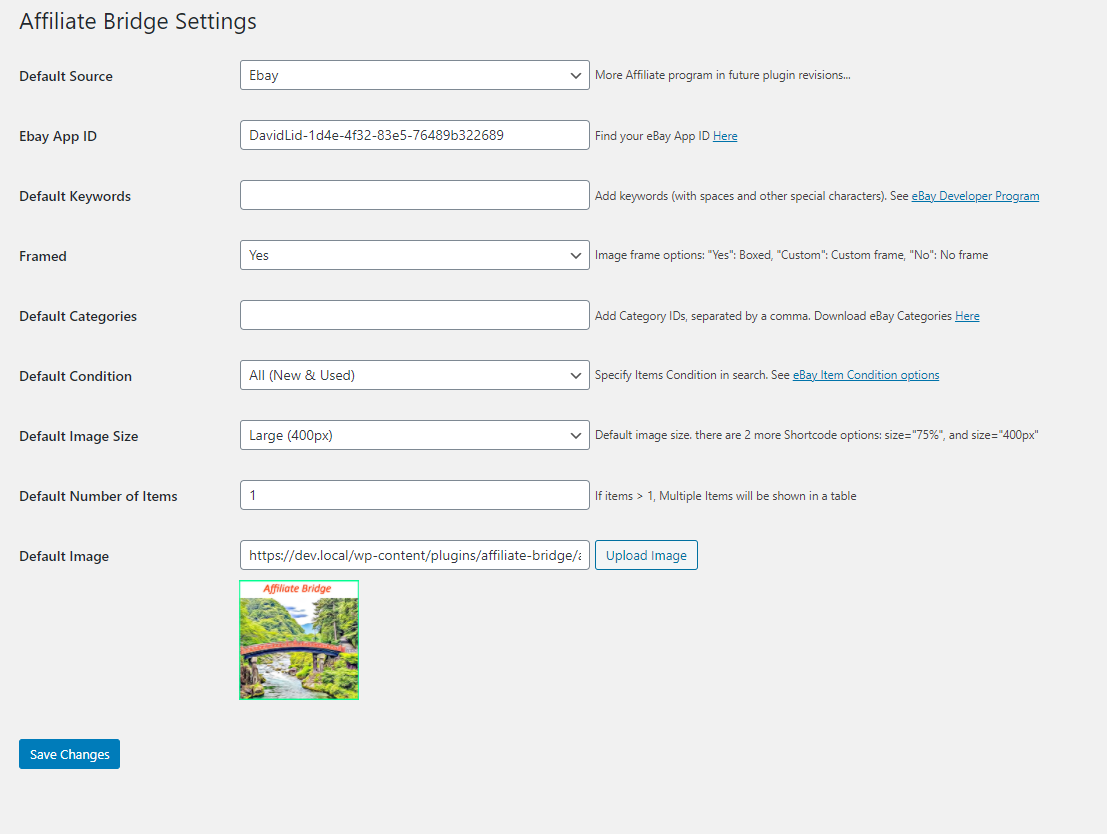 Affiliate Bridge Settings
Default Source Ebay More Affiliate program in future plugin revisions...
Ebay App ID DavidLid-1d4e-4f32-83e5-76489b322689 Find your eBay App ID Here
Default Keywords Add keywords (with spaces and other special characters). See eBay Developer Program
Framed Yes Image frame options: "Yes": Boxed, "Custom": Custom frame, "No": No frame
Default Categories Add Category IDs, separated by a comma. Download eBay Categories Here
Default Condition All (New & Used) Specify Items Condition in search. See eBay Item Condition options
Default Image Size Large (400px) Default image size. there are 2 more Shortcode options: size="75%", and size="400px"
Default Number of Items 1 If items > 1, Multiple Items will be shown in a table
Default Image https://dev.local/wp-content/plugins/affiliate-bridge/a Upload Image
Affiliate Bridge
Save Changes